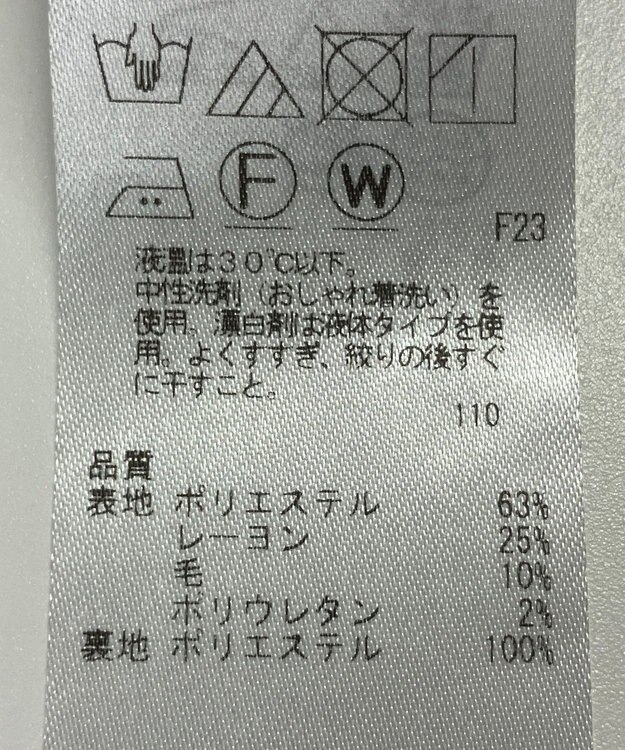 F W
F23
液温は30℃以下。
中性洗剤（おしゃれ着洗い）を
使用。漂白剤は液体タイプを使
用。よくすすぎ、絞りの後すぐ
に干すこと。
110
品質
表地 ポリエステル 63%
レーヨン 25%
毛 10%
ポリウレタン 2%
裏地 ポリエステル 100%